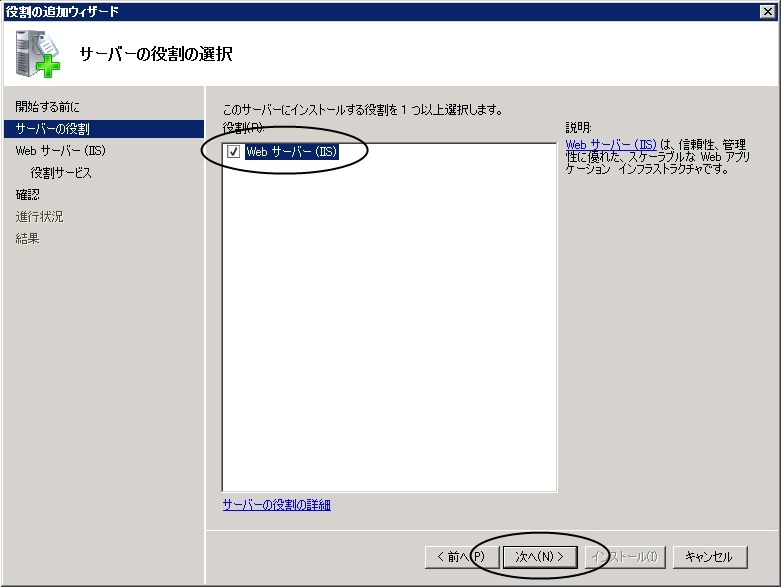 役割の追加ウィザード
サーバーの役割の選択
開始する前に
サーバーの役割
Web サーバー (IIS)
役割サービス
確認
進行状況
結果
このサーバーにインストールする役割を 1 つ以上選択します。
役割(R):
Web サーバー (IIS)
サーバーの役割の詳細
説明:
Web サーバー (IIS) は、信頼性、管理
性に優れた、スケーラブルな Web アプリ
ケーション インフラストラクチャです。
< 前へ(P)
次へ(N) >
インストール(I)
キャンセル